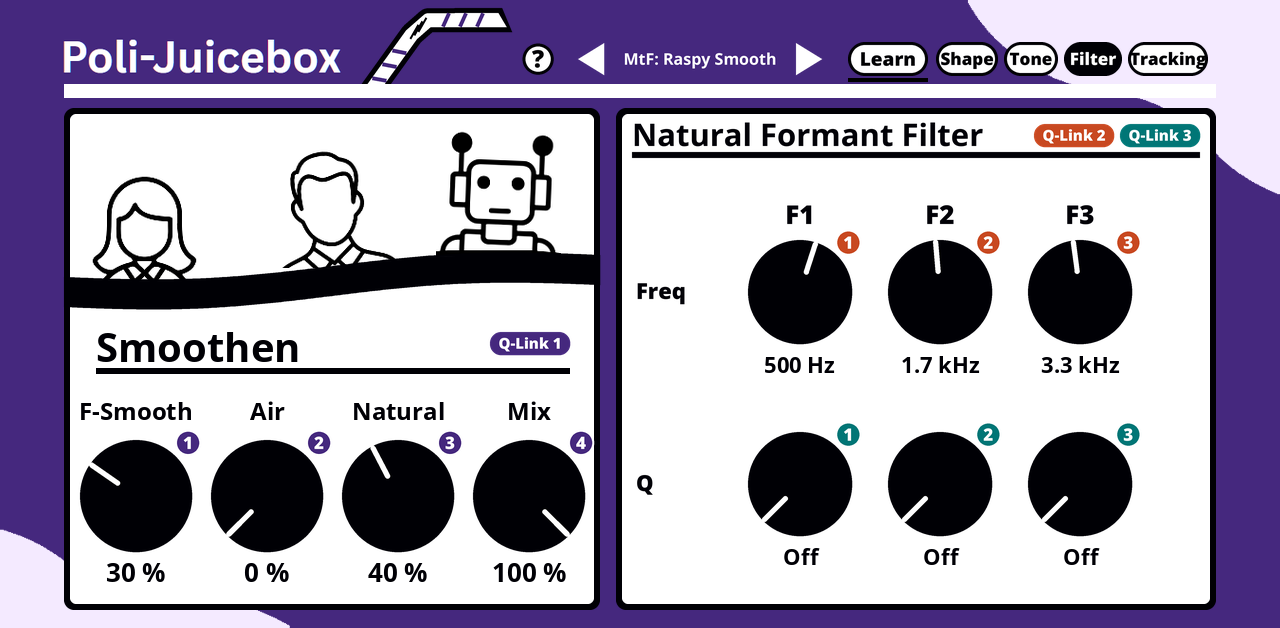 Poli-Juicebox
?
MtF: Raspy Smooth
Learn Shape Tone Filter Tracking
Smoothen
Q-Link 1
F-Smooth Air Natural Mix
1 2 3 4
30 % 0 % 40 % 100 %
Natural Formant Filter
Q-Link 2 Q-Link 3
F1 F2 F3
1 2 3
Freq
500 Hz 1.7 kHz 3.3 kHz
1 2 3
Q
Off Off Off